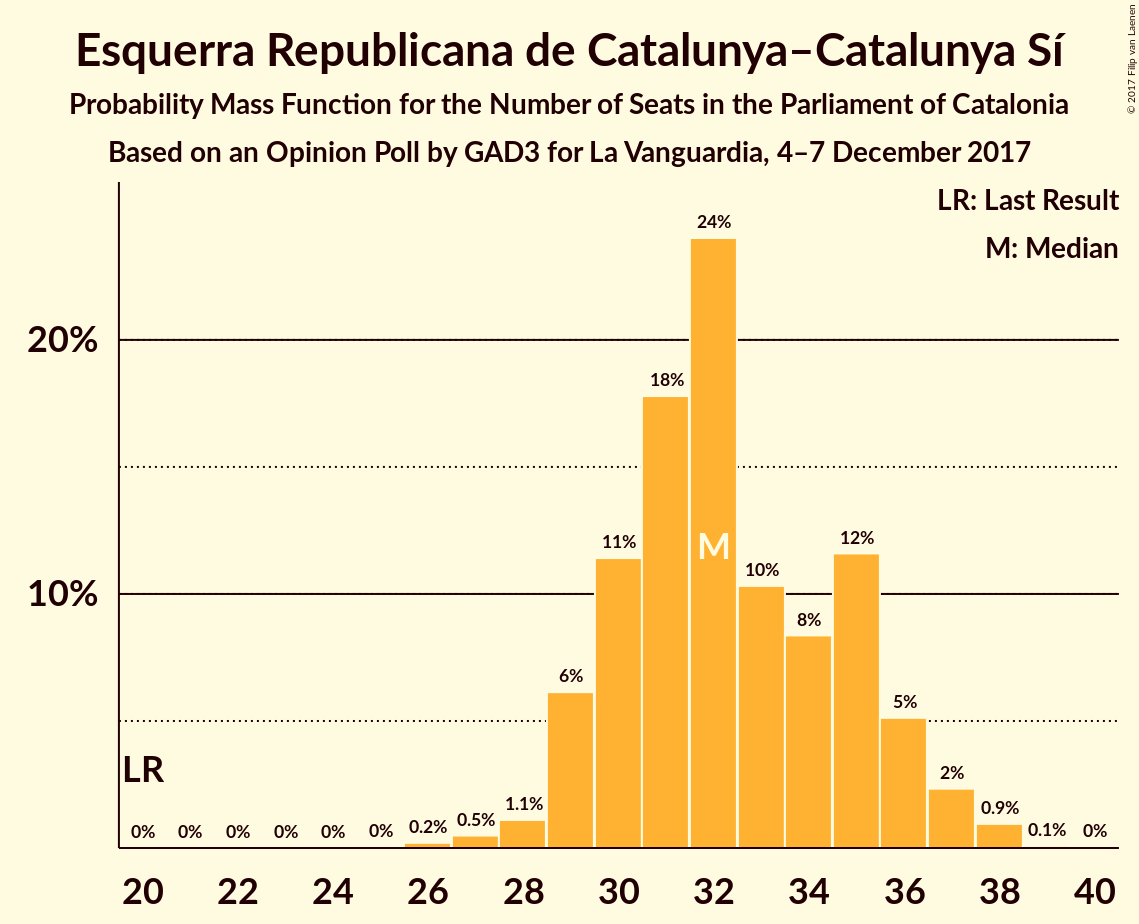 Esquerra Republicana de Catalunya–Catalunya Sí
Probability Mass Function for the Number of Seats in the Parliament of Catalonia
Based on an Opinion Poll by GAD3 for La Vanguardia, 4–7 December 2017
© 2017 Filip van Laenen
LR: Last Result
M: Median
20%
10%
24%
18%
M
12%
11%
10%
8%
6%
5%
LR
2%
0% 0% 0% 0% 0% 0% 0.2% 0.5% 1.1% 0.9% 0.1% 0%
20 22 24 26 28 30 32 34 36 38 40